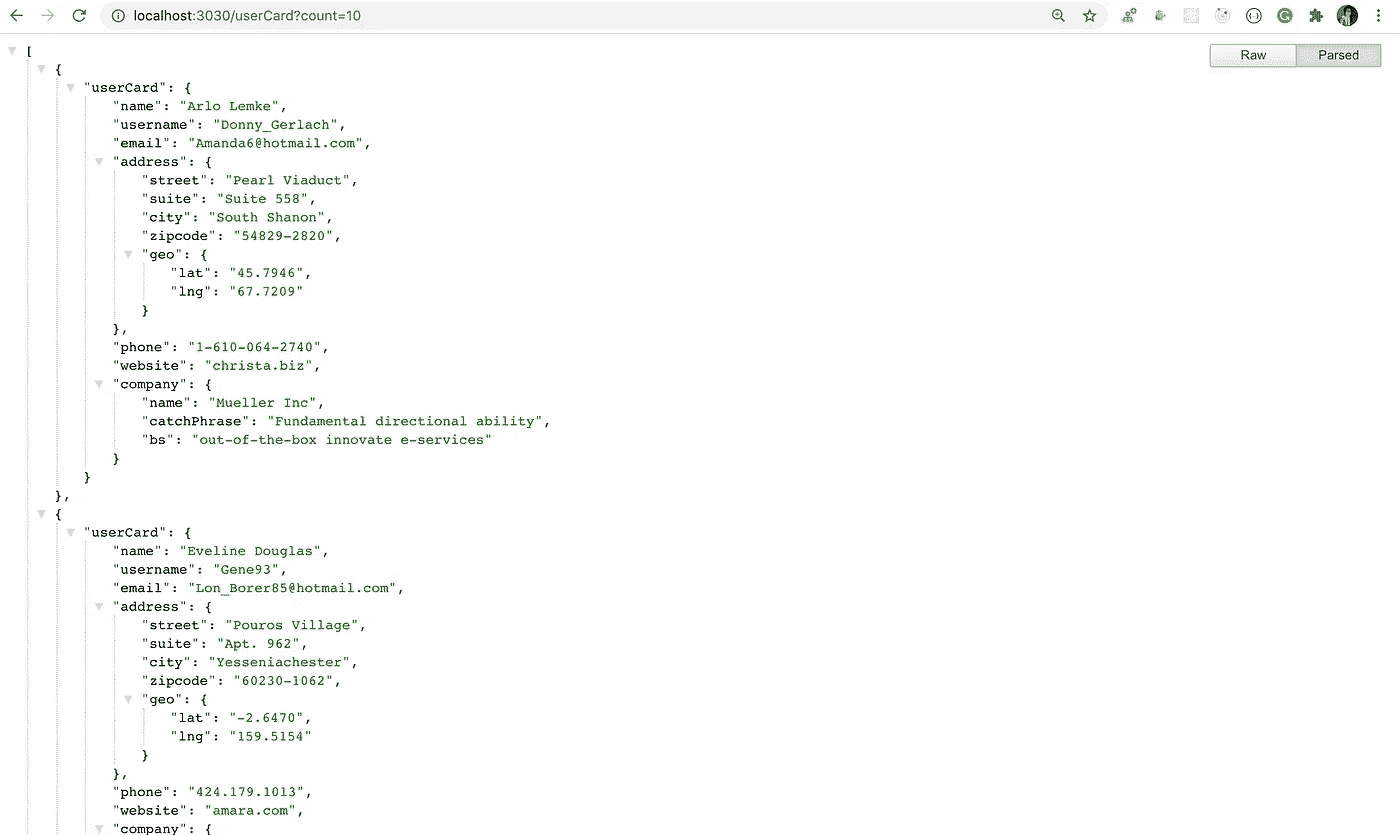 localhost:3030/userCard?count=10
Raw Parsed
[
{
"userCard": {
"name": "Arlo Lemke",
"username": "Donny_Gerlach",
"email": "Amanda6@hotmail.com",
"address": {
"street": "Pearl Viaduct",
"suite": "Suite 558",
"city": "South Shanon",
"zipcode": "54829-2820",
"geo": {
"lat": "45.7946",
"lng": "67.7209"
}
},
"phone": "1-610-064-2740",
"website": "christa.biz",
"company": {
"name": "Mueller Inc",
"catchPhrase": "Fundamental directional ability",
"bs": "out-of-the-box innovate e-services"
}
}
},
{
"userCard": {
"name": "Eveline Douglas",
"username": "Gene93",
"email": "Lon_Borer85@hotmail.com",
"address": {
"street": "Pouros Village",
"suite": "Apt. 962",
"city": "Yesseniachester",
"zipcode": "60230-1062",
"geo": {
"lat": "-2.6470",
"lng": "159.5154"
}
},
"phone": "424.179.1013",
"website": "amara.com",
"company": {